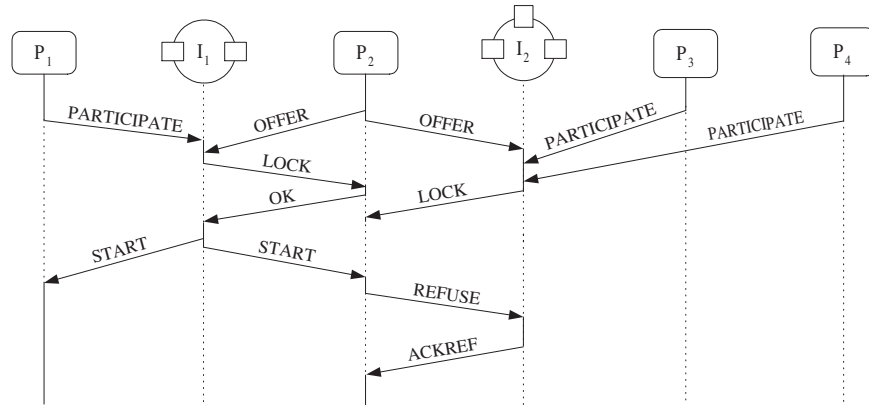 P1
I1
P2
I2
P3
P4
PARTICIPATE
OFFER
OFFER
PARTICIPATE
PARTICIPATE
LOCK
LOCK
OK
START
START
REFUSE
ACKREF